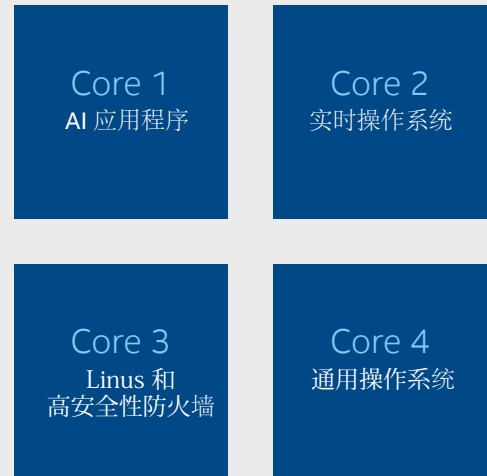 Core 1
AI 应用程序
Core 2
实时操作系统
Core 3
Linus 和
高安全性防火墙
Core 4
通用操作系统